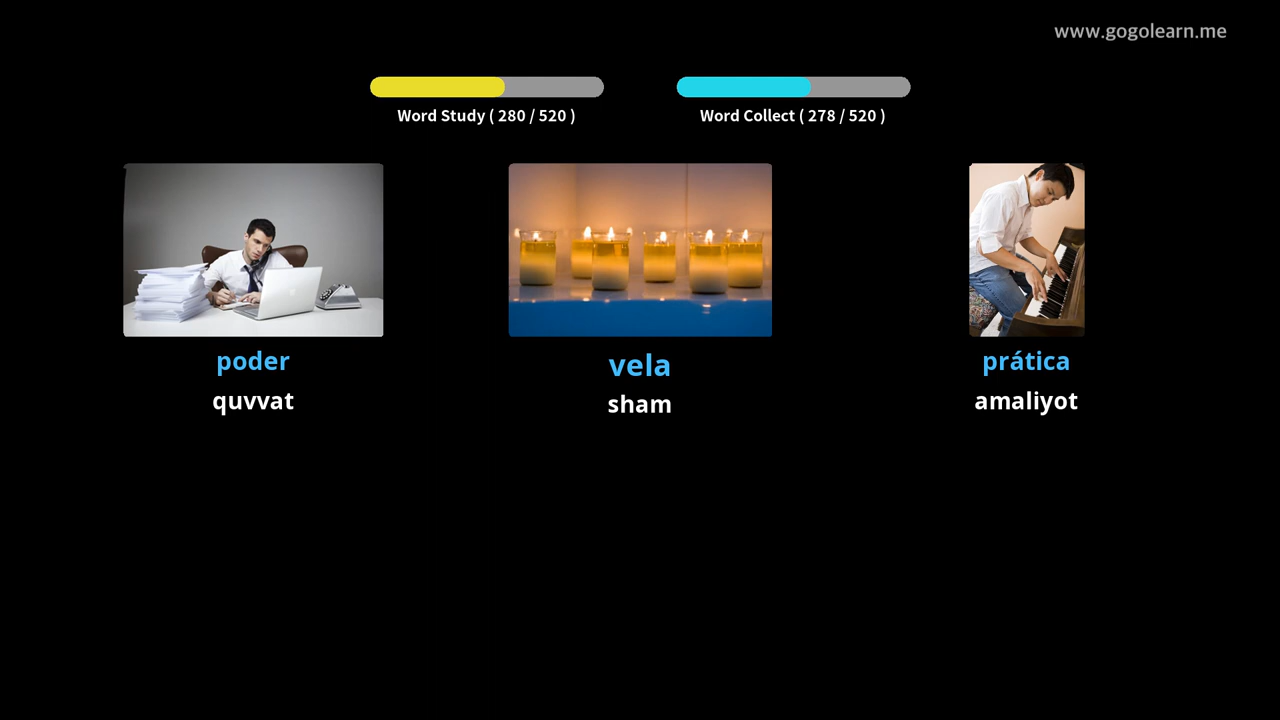 www.gogolearn.me
Word Study ( 280 / 520 )
Word Collect ( 278 / 520 )
poder
quvvat
vela
sham
prática
amaliyot